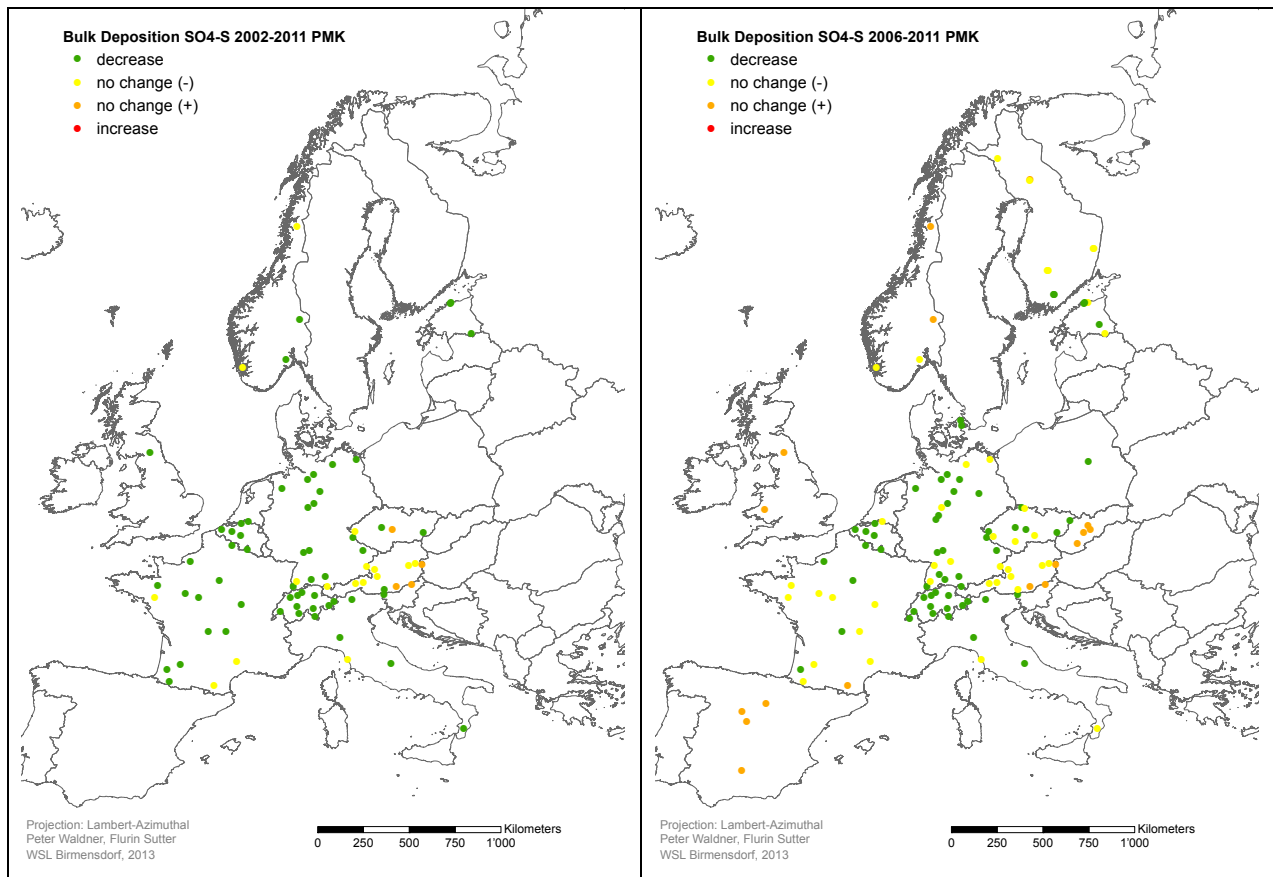 Bulk Deposition SO4-S 2002-2011 PMK
decrease
no change (-)
no change (+)
increase
Projection: Lambert-Azimuthal
Peter Waldner, Flurin Sutter
WSL Birmensdorf, 2013
Kilometers
0 250 500 750 1'000
Bulk Deposition SO4-S 2006-2011 PMK
decrease
no change (-)
no change (+)
increase
Projection: Lambert-Azimuthal
Peter Waldner, Flurin Sutter
WSL Birmensdorf, 2013
Kilometers
0 250 500 750 1'000